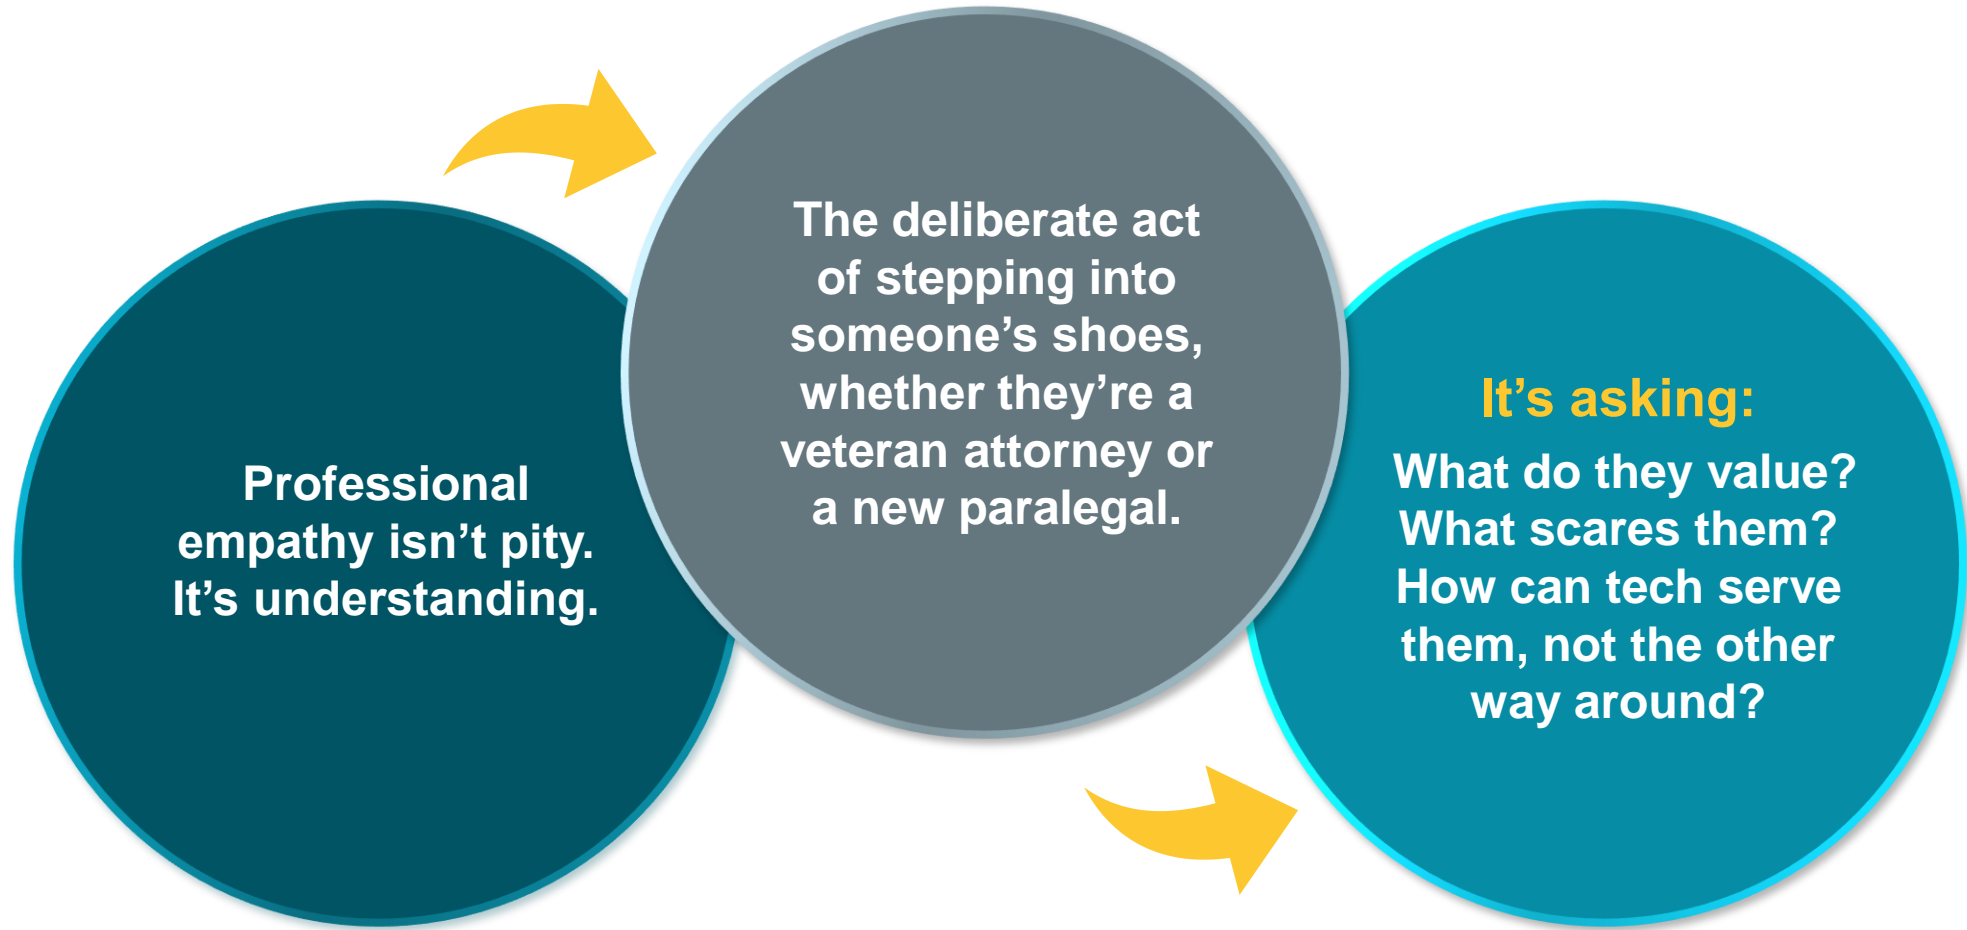 Professional
empathy isn’t pity.
It’s understanding.
The deliberate act
of stepping into
someone’s shoes,
whether they’re a
veteran attorney or
a new paralegal.
It’s asking:
What do they value?
What scares them?
How can tech serve
them, not the other
way around?